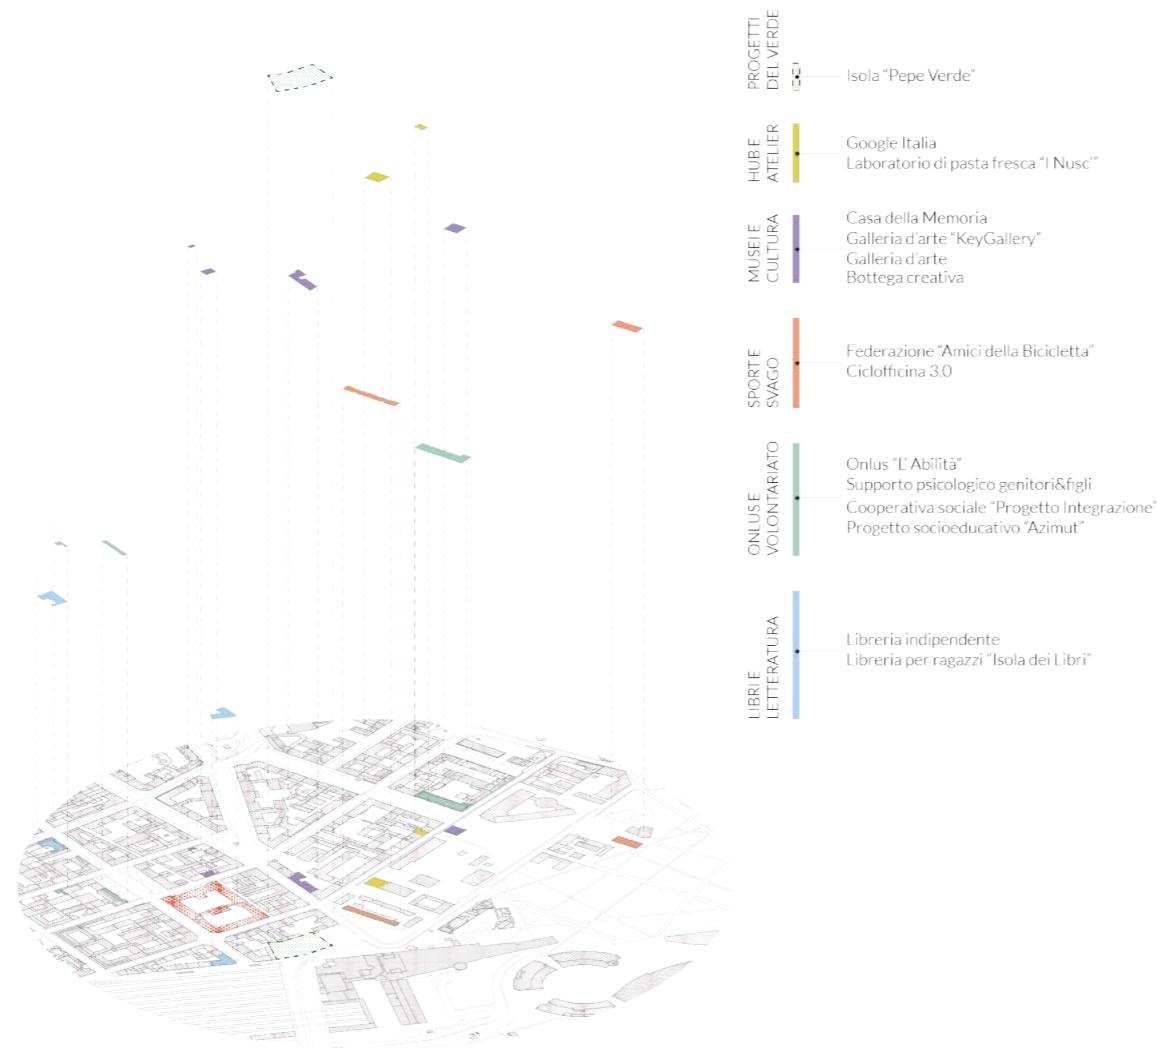 PROGETTI
DEL VERDE
Isola “Pepe Verde”
HUB E
ATELIER
Google Italia
Laboratorio di pasta fresca “I Nusc’”
MUSEI E
CULTURA
Casa della Memoria
Galleria d’arte “KeyGallery”
Galleria d’arte
Bottega creativa
SPORT E
SVAGO
Federazione “Amici della Bicicletta”
Ciclofficina 3.0
ONLUS E
VOLONTARIATO
Onlus “L’ Abilità”
Supporto psicologico genitori&figli
Cooperativa sociale “Progetto Integrazione”
Progetto socioeducativo “Azimut”
LIBRI E
LETTERATURA
Libreria indipendente
Libreria per ragazzi “Isola dei Libri”